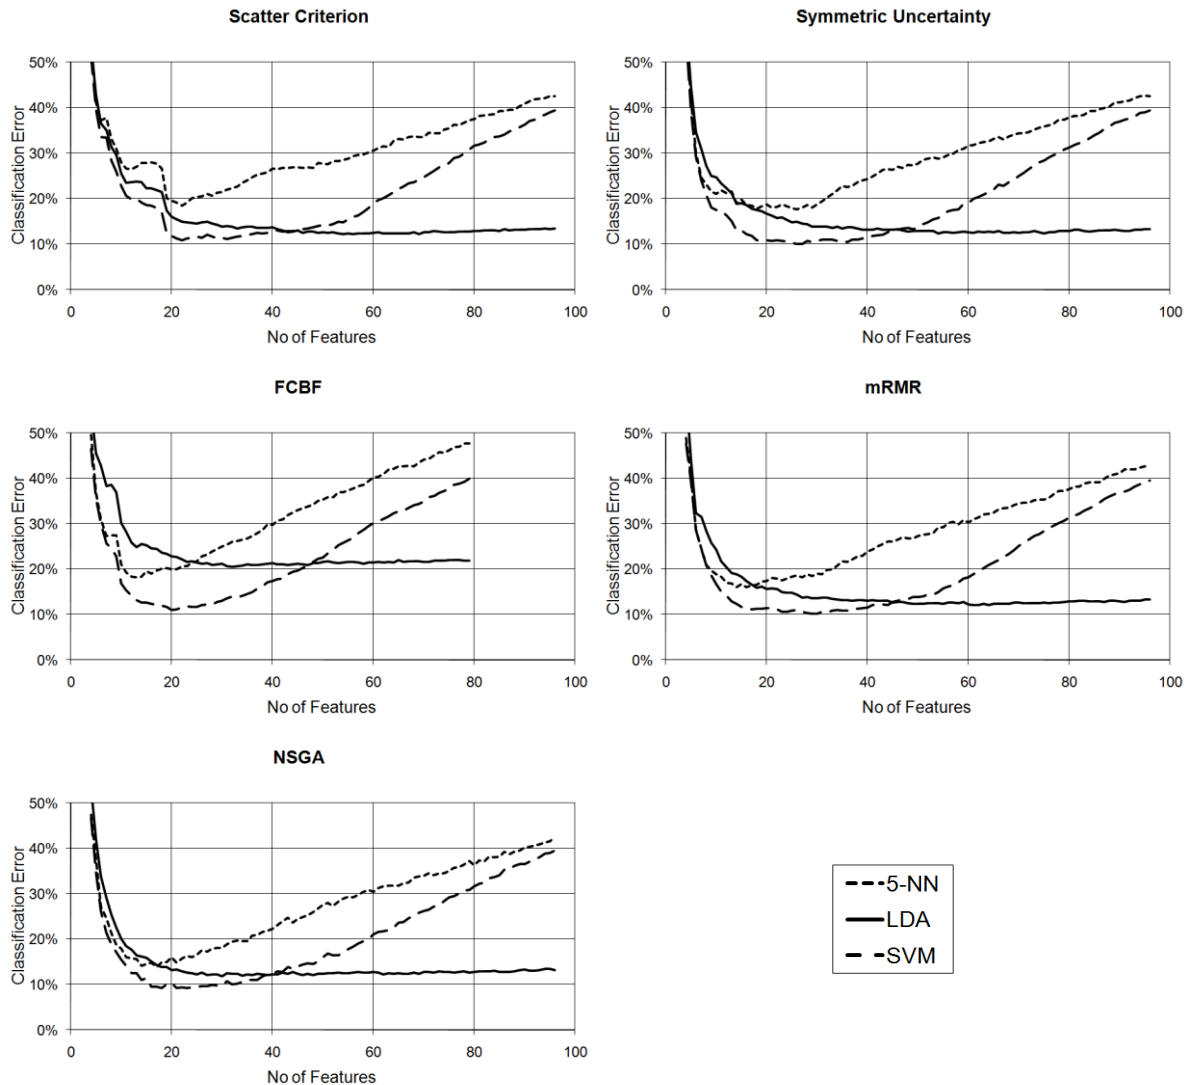 Scatter Criterion
Classification Error
50%
40%
30%
20%
10%
0%
0 20 40 60 80 100
No of Features
Symmetric Uncertainty
Classification Error
50%
40%
30%
20%
10%
0%
0 20 40 60 80 100
No of Features
FCBF
Classification Error
50%
40%
30%
20%
10%
0%
0 20 40 60 80 100
No of Features
mRMR
Classification Error
50%
40%
30%
20%
10%
0%
0 20 40 60 80 100
No of Features
NSGA
Classification Error
50%
40%
30%
20%
10%
0%
0 20 40 60 80 100
No of Features
5-NN
LDA
SVM